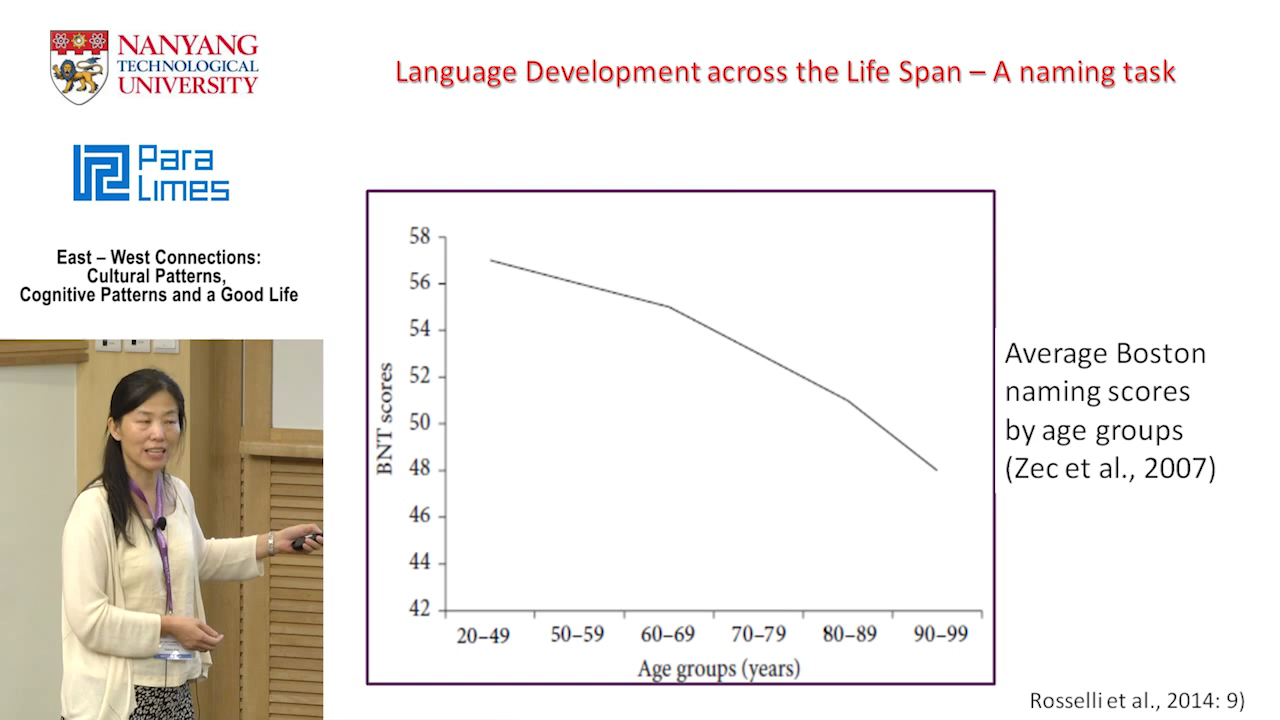 NANYANG
TECHNOLOGICAL
UNIVERSITY
Language Development across the Life Span – A naming task
Para
Limes
East – West Connections:
Cultural Patterns,
Cognitive Patterns and a Good Life
58
56
54
52
50
48
46
44
42
BNT scores
20–49 50–59 60–69 70–79 80–89 90–99
Age groups (years)
Average Boston
naming scores
by age groups
(Zec et al., 2007)
Rosselli et al., 2014: 9)